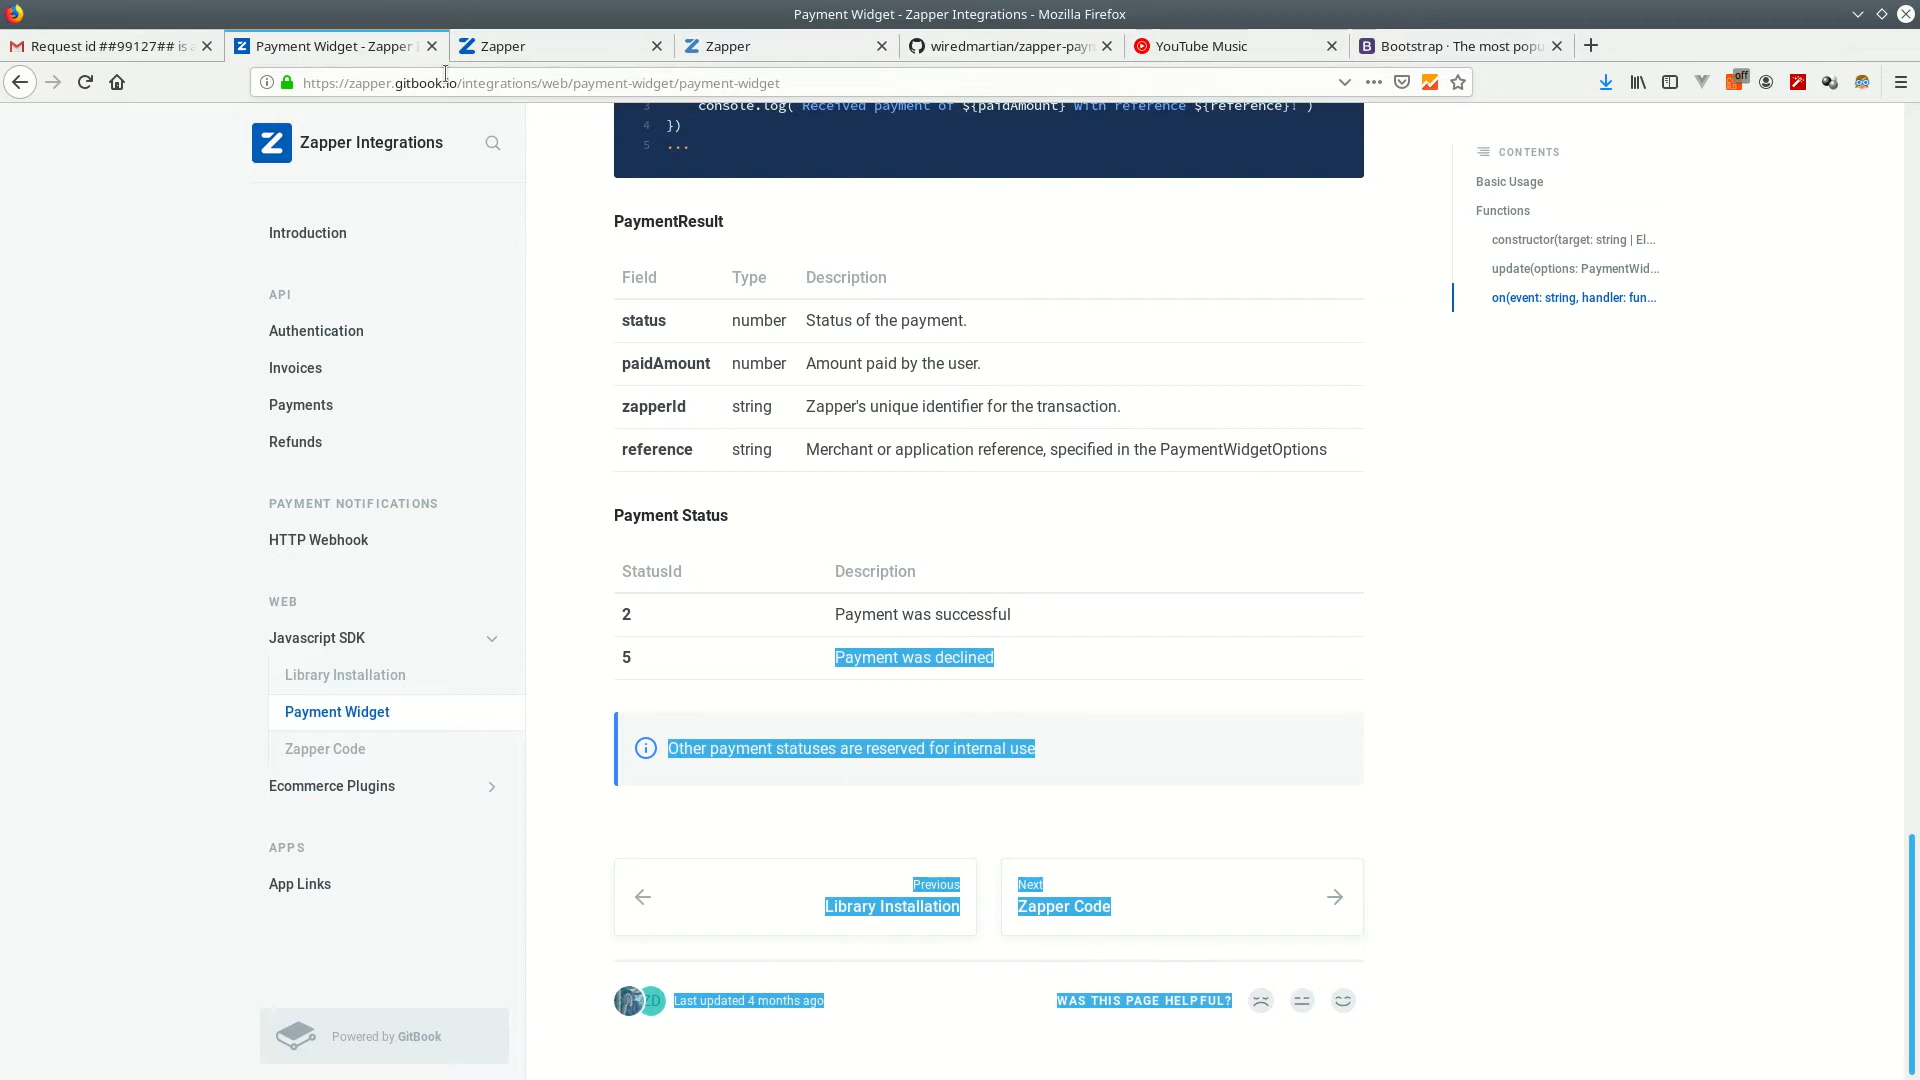 Payment Widget - Zapper Integrations - Mozilla Firefox
Request id ##99127## is a
Payment Widget - Zapper I
Zapper
Zapper
wiredmartian/zapper-paym
YouTube Music
Bootstrap · The most popu
https://zapper.gitbook.io/integrations/web/payment-widget/payment-widget
off
Zapper Integrations
Introduction
API
Authentication
Invoices
Payments
Refunds
PAYMENT NOTIFICATIONS
HTTP Webhook
WEB
Javascript SDK
Library Installation
Payment Widget
Zapper Code
Ecommerce Plugins
APPS
App Links
Powered by GitBook
3 console.log(`Received payment of ${paidAmount} with reference ${reference}!`)
4 })
5 ...
PaymentResult
Field Type Description
status number Status of the payment.
paidAmount number Amount paid by the user.
zapperId string Zapper's unique identifier for the transaction.
reference string Merchant or application reference, specified in the PaymentWidgetOptions
Payment Status
StatusId Description
2 Payment was successful
5 Payment was declined
Other payment statuses are reserved for internal use
Previous
Library Installation
Next
Zapper Code
ZD
Last updated 4 months ago
WAS THIS PAGE HELPFUL?
CONTENTS
Basic Usage
Functions
constructor(target: string | El...
update(options: PaymentWid...
on(event: string, handler: fun...